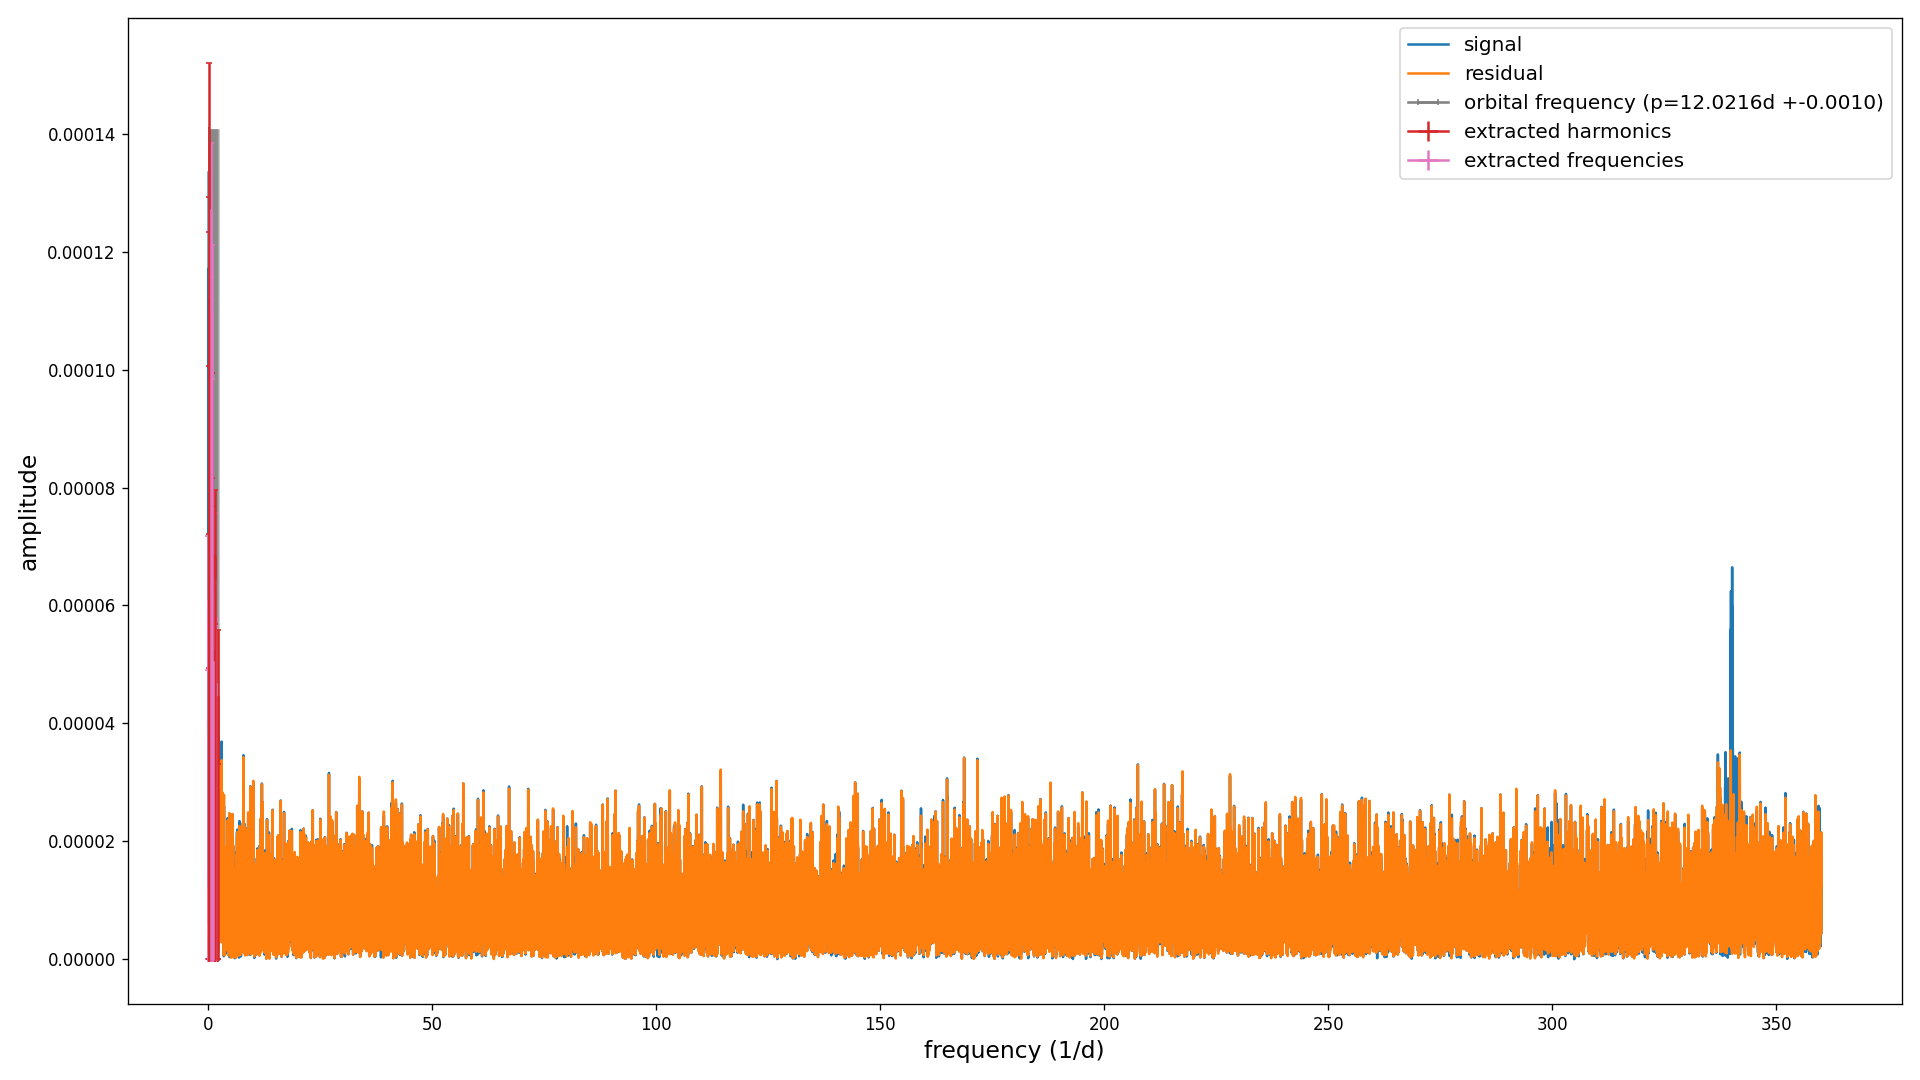 signal
residual
orbital frequency (p=12.0216d +-0.0010)
extracted harmonics
extracted frequencies
0.00014
0.00012
0.00010
0.00008
0.00006
0.00004
0.00002
0.00000
amplitude
0 50 100 150 200 250 300 350
frequency (1/d)